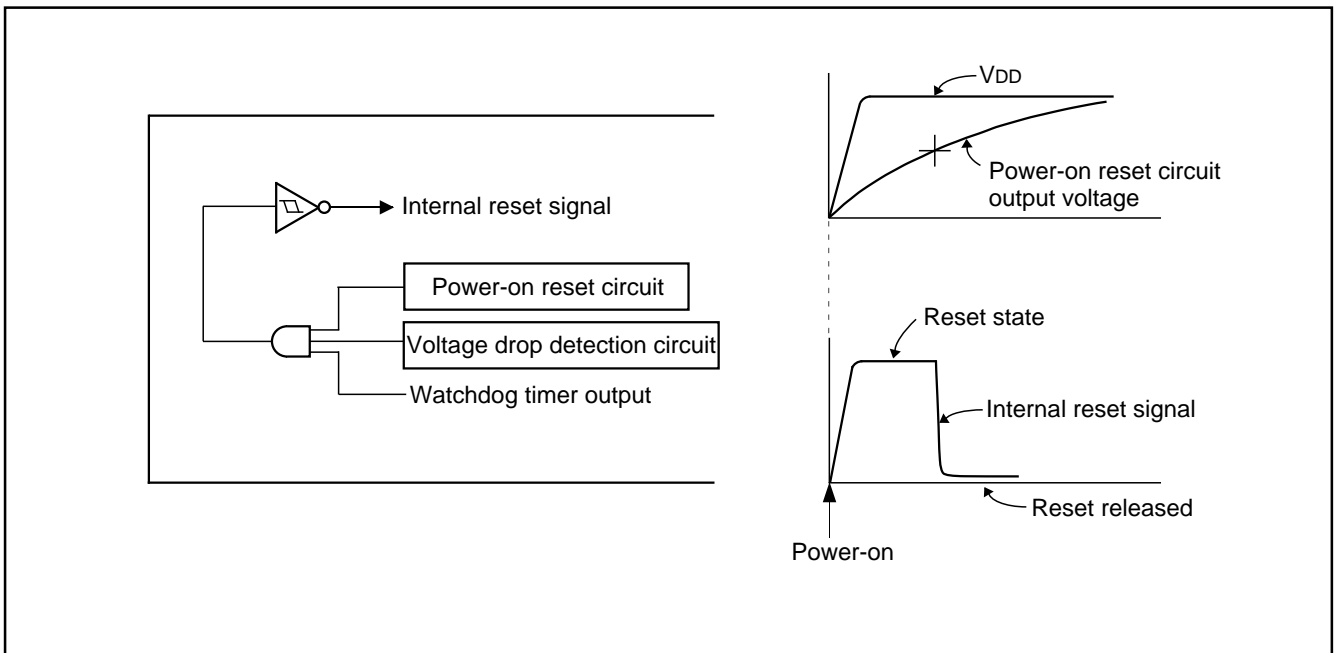 Internal reset signal
Power-on reset circuit
Voltage drop detection circuit
Watchdog timer output
VDD
Power-on reset circuit
output voltage
Reset state
Internal reset signal
Reset released
Power-on